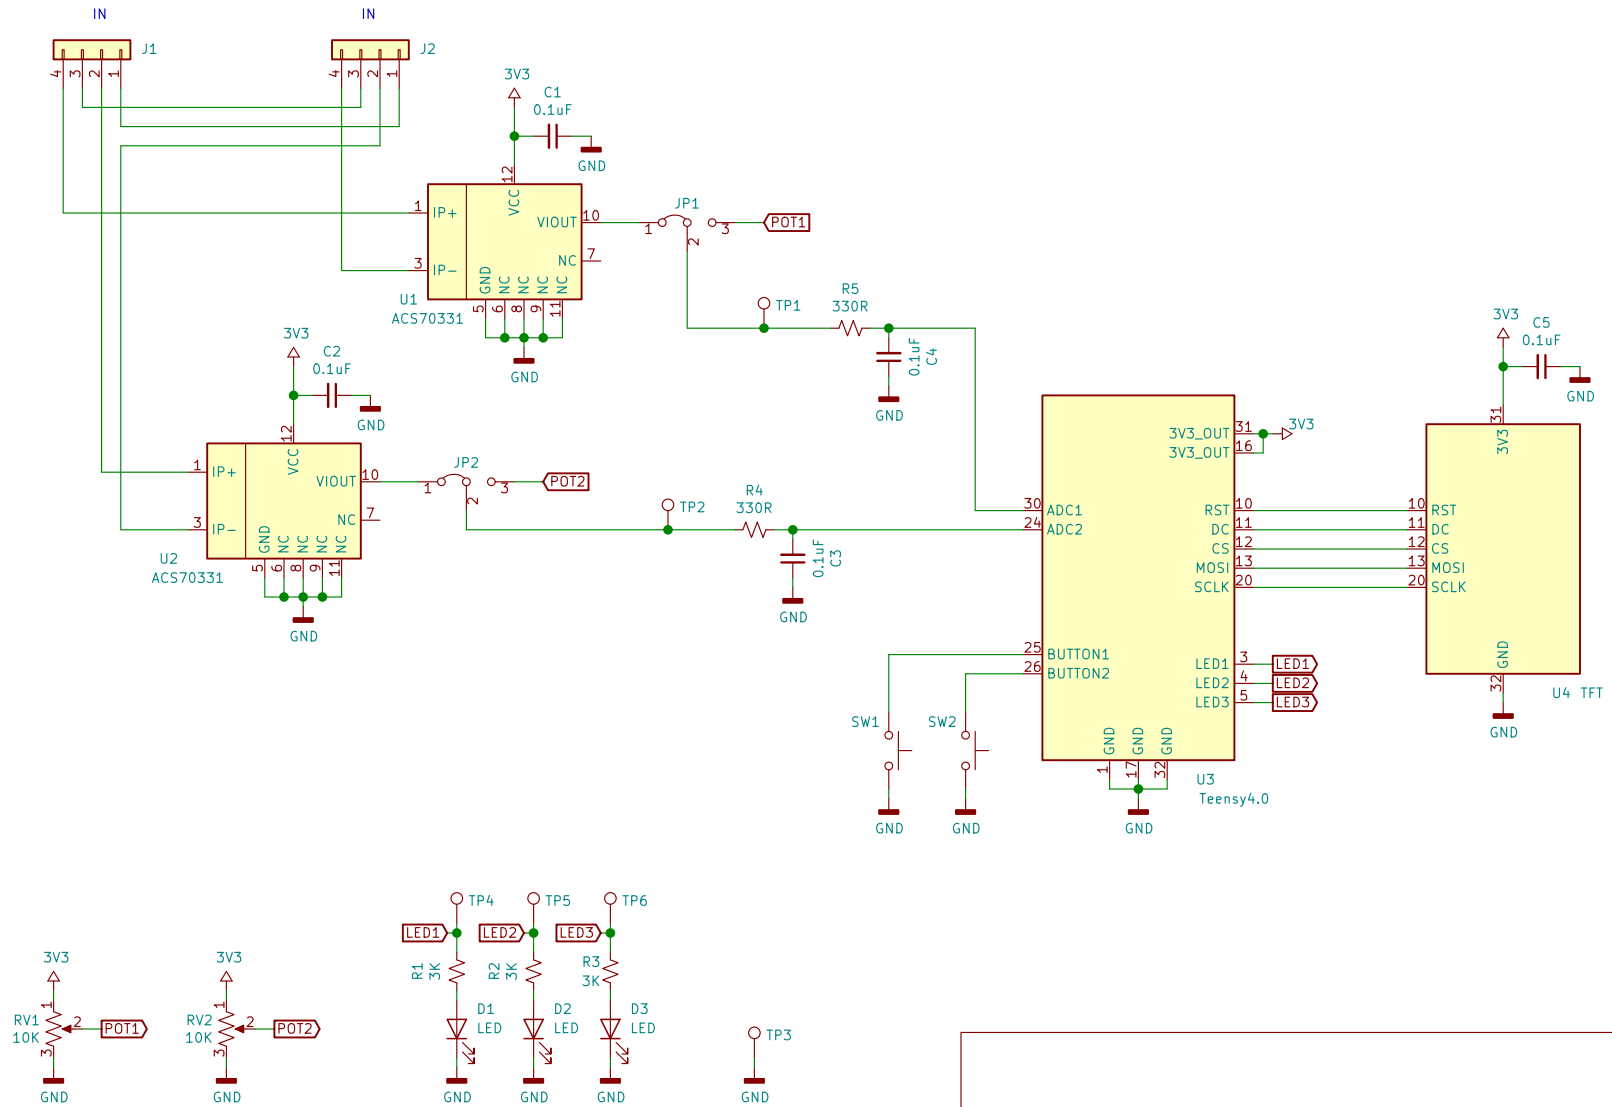 IN
IN
J1
J2
4
3
2
1
4
3
2
1
3V3
C1
0.1uF
GND
12
VCC
1
IP+
VIOUT
10
3
IP-
NC
7
GND
NC
NC
NC
NC
5
6
8
9
11
U1
ACS70331
GND
JP1
1
2
3
POT1
TP1
R5
330R
0.1uF
C4
GND
3V3
C2
0.1uF
GND
12
VCC
1
IP+
VIOUT
10
3
IP-
NC
7
GND
NC
NC
NC
NC
5
6
8
9
11
U2
ACS70331
GND
JP2
1
2
3
POT2
TP2
R4
330R
0.1uF
C3
GND
30
ADC1
24
ADC2
25
BUTTON1
26
BUTTON2
3V3_OUT
31
3V3_OUT
16
3V3
RST
10
DC
11
CS
12
MOSI
13
SCLK
20
LED1
3
LED1
LED2
4
LED2
LED3
5
LED3
GND
GND
GND
1
17
32
U3
Teensy4.0
GND
SW1
SW2
GND
GND
3V3
C5
0.1uF
GND
31
3V3
10
RST
11
DC
12
CS
13
MOSI
20
SCLK
GND
32
U4 TFT
GND
3V3
1
RV1
10K
2
3
POT1
GND
3V3
1
RV2
10K
2
3
POT2
GND
TP4
LED1
R1
3K
D1
LED
GND
TP5
LED2
R2
3K
D2
LED
GND
TP6
LED3
R3
3K
D3
LED
GND
TP3
GND